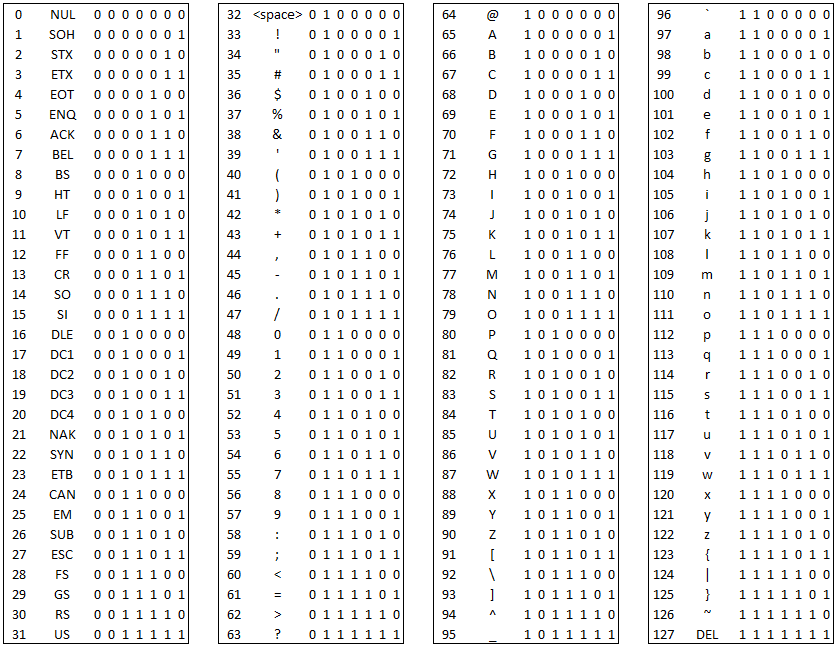 0 NUL 0 0 0 0 0 0 0
1 SOH 0 0 0 0 0 0 1
2 STX 0 0 0 0 0 1 0
3 ETX 0 0 0 0 0 1 1
4 EOT 0 0 0 0 1 0 0
5 ENQ 0 0 0 0 1 0 1
6 ACK 0 0 0 0 1 1 0
7 BEL 0 0 0 0 1 1 1
8 BS 0 0 0 1 0 0 0
9 HT 0 0 0 1 0 0 1
10 LF 0 0 0 1 0 1 0
11 VT 0 0 0 1 0 1 1
12 FF 0 0 0 1 1 0 0
13 CR 0 0 0 1 1 0 1
14 SO 0 0 0 1 1 1 0
15 SI 0 0 0 1 1 1 1
16 DLE 0 0 1 0 0 0 0
17 DC1 0 0 1 0 0 0 1
18 DC2 0 0 1 0 0 1 0
19 DC3 0 0 1 0 0 1 1
20 DC4 0 0 1 0 1 0 0
21 NAK 0 0 1 0 1 0 1
22 SYN 0 0 1 0 1 1 0
23 ETB 0 0 1 0 1 1 1
24 CAN 0 0 1 1 0 0 0
25 EM 0 0 1 1 0 0 1
26 SUB 0 0 1 1 0 1 0
27 ESC 0 0 1 1 0 1 1
28 FS 0 0 1 1 1 0 0
29 GS 0 0 1 1 1 0 1
30 RS 0 0 1 1 1 1 0
31 US 0 0 1 1 1 1 1
32 <space> 0 1 0 0 0 0 0
33 ! 0 1 0 0 0 0 1
34 " 0 1 0 0 0 1 0
35 # 0 1 0 0 0 1 1
36 $ 0 1 0 0 1 0 0
37 % 0 1 0 0 1 0 1
38 & 0 1 0 0 1 1 0
39 ' 0 1 0 0 1 1 1
40 ( 0 1 0 1 0 0 0
41 ) 0 1 0 1 0 0 1
42 * 0 1 0 1 0 1 0
43 + 0 1 0 1 0 1 1
44 , 0 1 0 1 1 0 0
45 - 0 1 0 1 1 0 1
46 . 0 1 0 1 1 1 0
47 / 0 1 0 1 1 1 1
48 0 0 1 1 0 0 0 0
49 1 0 1 1 0 0 0 1
50 2 0 1 1 0 0 1 0
51 3 0 1 1 0 0 1 1
52 4 0 1 1 0 1 0 0
53 5 0 1 1 0 1 0 1
54 6 0 1 1 0 1 1 0
55 7 0 1 1 0 1 1 1
56 8 0 1 1 1 0 0 0
57 9 0 1 1 1 0 0 1
58 : 0 1 1 1 0 1 0
59 ; 0 1 1 1 0 1 1
60 < 0 1 1 1 1 0 0
61 = 0 1 1 1 1 0 1
62 > 0 1 1 1 1 1 0
63 ? 0 1 1 1 1 1 1
64 @ 1 0 0 0 0 0 0
65 A 1 0 0 0 0 0 1
66 B 1 0 0 0 0 1 0
67 C 1 0 0 0 0 1 1
68 D 1 0 0 0 1 0 0
69 E 1 0 0 0 1 0 1
70 F 1 0 0 0 1 1 0
71 G 1 0 0 0 1 1 1
72 H 1 0 0 1 0 0 0
73 I 1 0 0 1 0 0 1
74 J 1 0 0 1 0 1 0
75 K 1 0 0 1 0 1 1
76 L 1 0 0 1 1 0 0
77 M 1 0 0 1 1 0 1
78 N 1 0 0 1 1 1 0
79 O 1 0 0 1 1 1 1
80 P 1 0 1 0 0 0 0
81 Q 1 0 1 0 0 0 1
82 R 1 0 1 0 0 1 0
83 S 1 0 1 0 0 1 1
84 T 1 0 1 0 1 0 0
85 U 1 0 1 0 1 0 1
86 V 1 0 1 0 1 1 0
87 W 1 0 1 0 1 1 1
88 X 1 0 1 1 0 0 0
89 Y 1 0 1 1 0 0 1
90 Z 1 0 1 1 0 1 0
91 [ 1 0 1 1 0 1 1
92 \ 1 0 1 1 1 0 0
93 ] 1 0 1 1 1 0 1
94 ^ 1 0 1 1 1 1 0
95 _ 1 0 1 1 1 1 1
96 ` 1 1 0 0 0 0 0
97 a 1 1 0 0 0 0 1
98 b 1 1 0 0 0 1 0
99 c 1 1 0 0 0 1 1
100 d 1 1 0 0 1 0 0
101 e 1 1 0 0 1 0 1
102 f 1 1 0 0 1 1 0
103 g 1 1 0 0 1 1 1
104 h 1 1 0 1 0 0 0
105 i 1 1 0 1 0 0 1
106 j 1 1 0 1 0 1 0
107 k 1 1 0 1 0 1 1
108 l 1 1 0 1 1 0 0
109 m 1 1 0 1 1 0 1
110 n 1 1 0 1 1 1 0
111 o 1 1 0 1 1 1 1
112 p 1 1 1 0 0 0 0
113 q 1 1 1 0 0 0 1
114 r 1 1 1 0 0 1 0
115 s 1 1 1 0 0 1 1
116 t 1 1 1 0 1 0 0
117 u 1 1 1 0 1 0 1
118 v 1 1 1 0 1 1 0
119 w 1 1 1 0 1 1 1
120 x 1 1 1 1 0 0 0
121 y 1 1 1 1 0 0 1
122 z 1 1 1 1 0 1 0
123 { 1 1 1 1 0 1 1
124 | 1 1 1 1 1 0 0
125 } 1 1 1 1 1 0 1
126 ~ 1 1 1 1 1 1 0
127 DEL 1 1 1 1 1 1 1